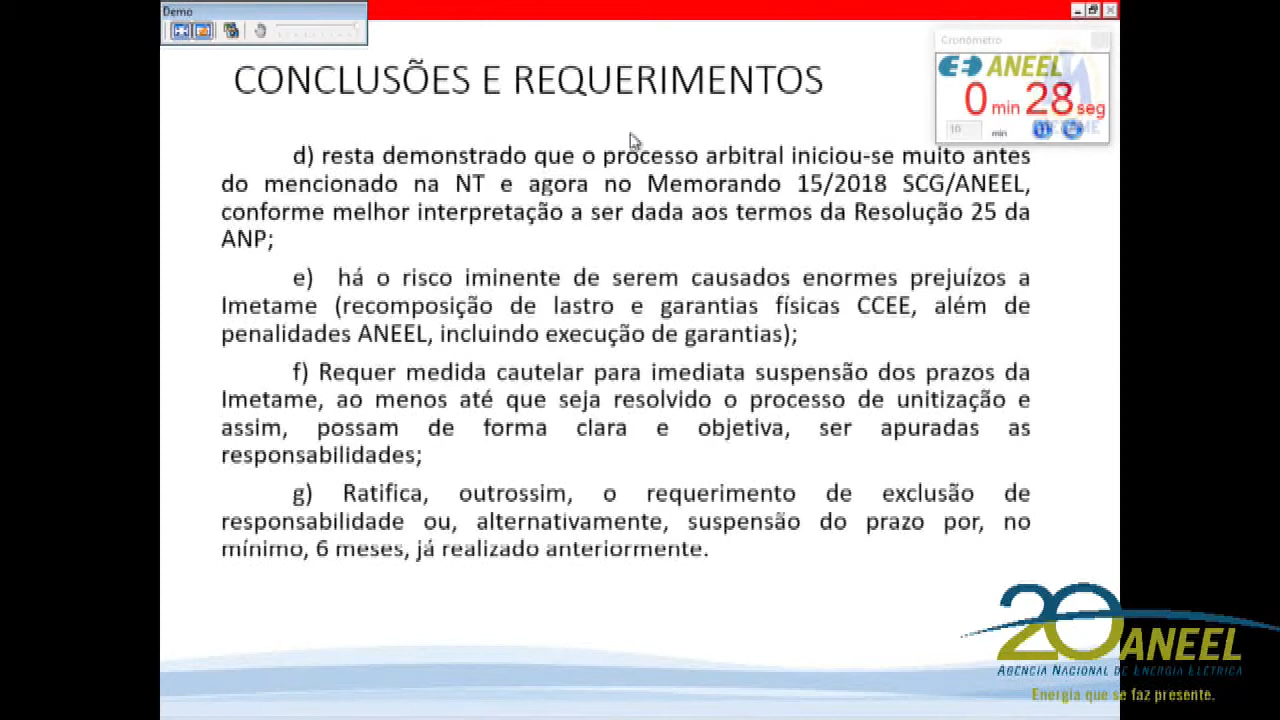 Demo
Cronômetro
ANEEL
0 min 28 seg
10 min
CONCLUSÕES E REQUERIMENTOS
d) resta demonstrado que o processo arbitral iniciou-se muito antes
do mencionado na NT e agora no Memorando 15/2018 SCG/ANEEL,
conforme melhor interpretação a ser dada aos termos da Resolução 25 da
ANP;
e) há o risco iminente de serem causados enormes prejuízos a
Imetame (recomposição de lastro e garantias físicas CCEE, além de
penalidades ANEEL, incluindo execução de garantias);
f) Requer medida cautelar para imediata suspensão dos prazos da
Imetame, ao menos até que seja resolvido o processo de unitização e
assim, possam de forma clara e objetiva, ser apuradas as
responsabilidades;
g) Ratifica, outrossim, o requerimento de exclusão de
responsabilidade ou, alternativamente, suspensão do prazo por, no
mínimo, 6 meses, já realizado anteriormente.
20 ANEEL
AGÊNCIA NACIONAL DE ENERGIA ELÉTRICA
Energia que se faz presente.